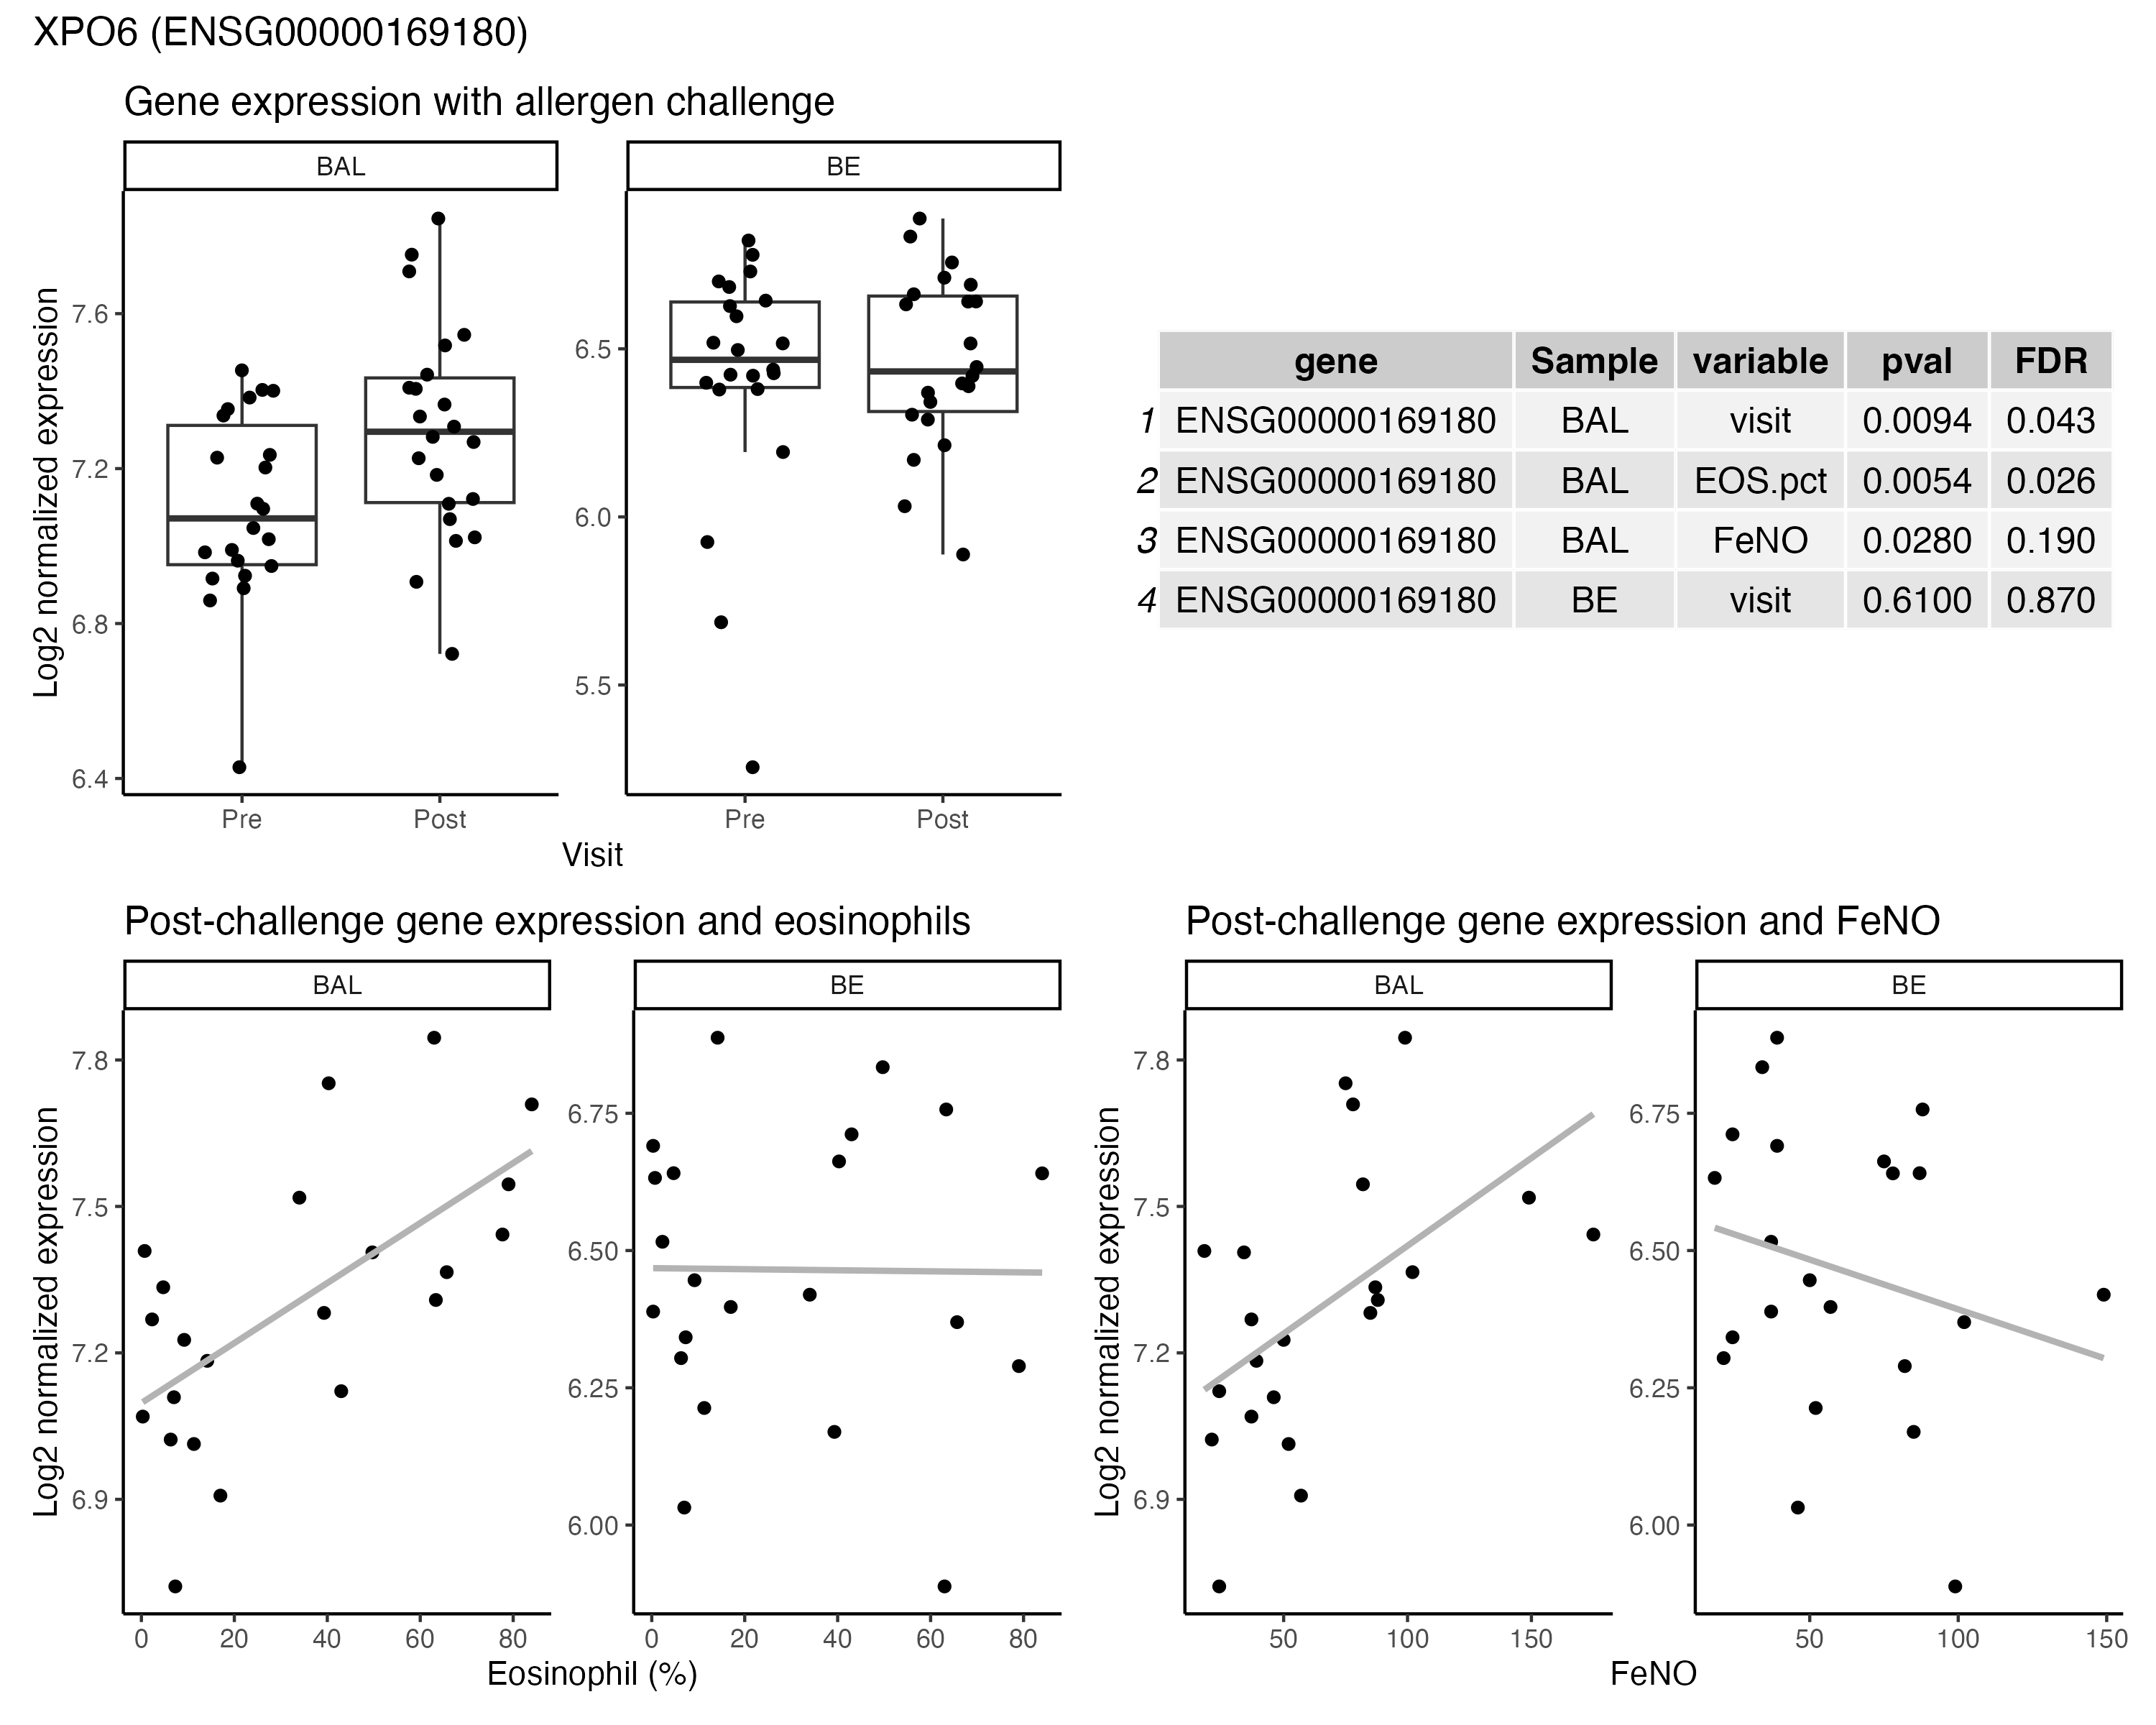 XPO6 (ENSG00000169180)
Gene expression with allergen challenge
BAL
BE
Log2 normalized expression
7.6
7.2
6.8
6.4
6.5
6.0
5.5
Pre
Post
Pre
Post
Visit
gene Sample variable pval FDR
1 ENSG00000169180 BAL visit 0.0094 0.043
2 ENSG00000169180 BAL EOS.pct 0.0054 0.026
3 ENSG00000169180 BAL FeNO 0.0280 0.190
4 ENSG00000169180 BE visit 0.6100 0.870
Post-challenge gene expression and eosinophils
BAL
BE
Log2 normalized expression
7.8
7.5
7.2
6.9
6.75
6.50
6.25
6.00
0 20 40 60 80
0 20 40 60 80
Eosinophil (%)
Post-challenge gene expression and FeNO
BAL
BE
Log2 normalized expression
7.8
7.5
7.2
6.9
6.75
6.50
6.25
6.00
50 100 150
50 100 150
FeNO